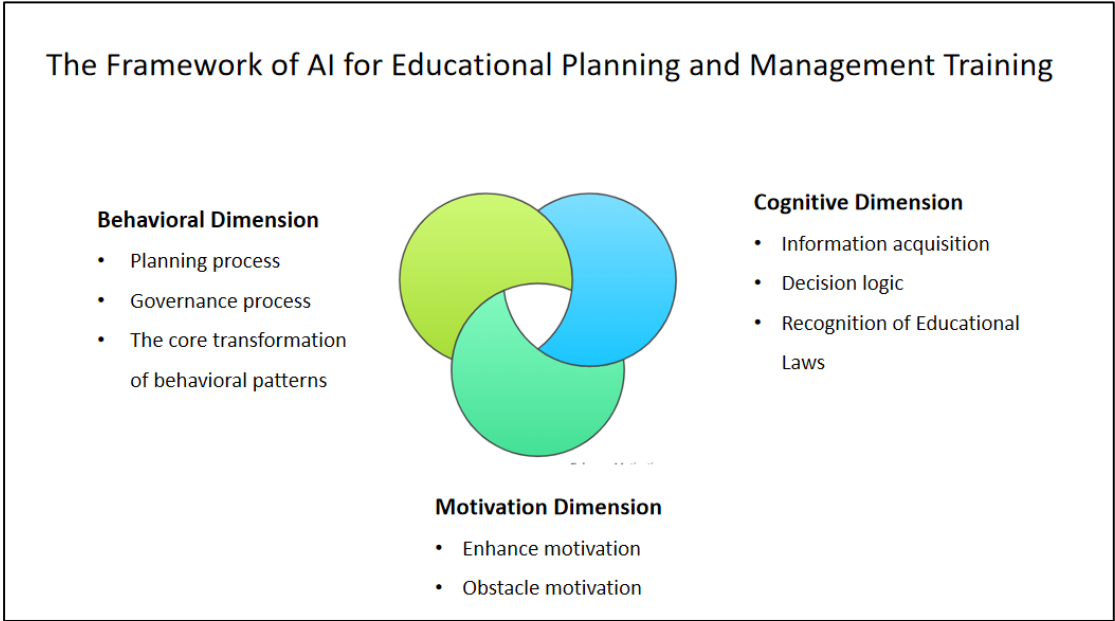 The Framework of AI for Educational Planning and Management Training
Behavioral Dimension
• Planning process
• Governance process
• The core transformation
of behavioral patterns
Cognitive Dimension
• Information acquisition
• Decision logic
• Recognition of Educational
Laws
Motivation Dimension
• Enhance motivation
• Obstacle motivation